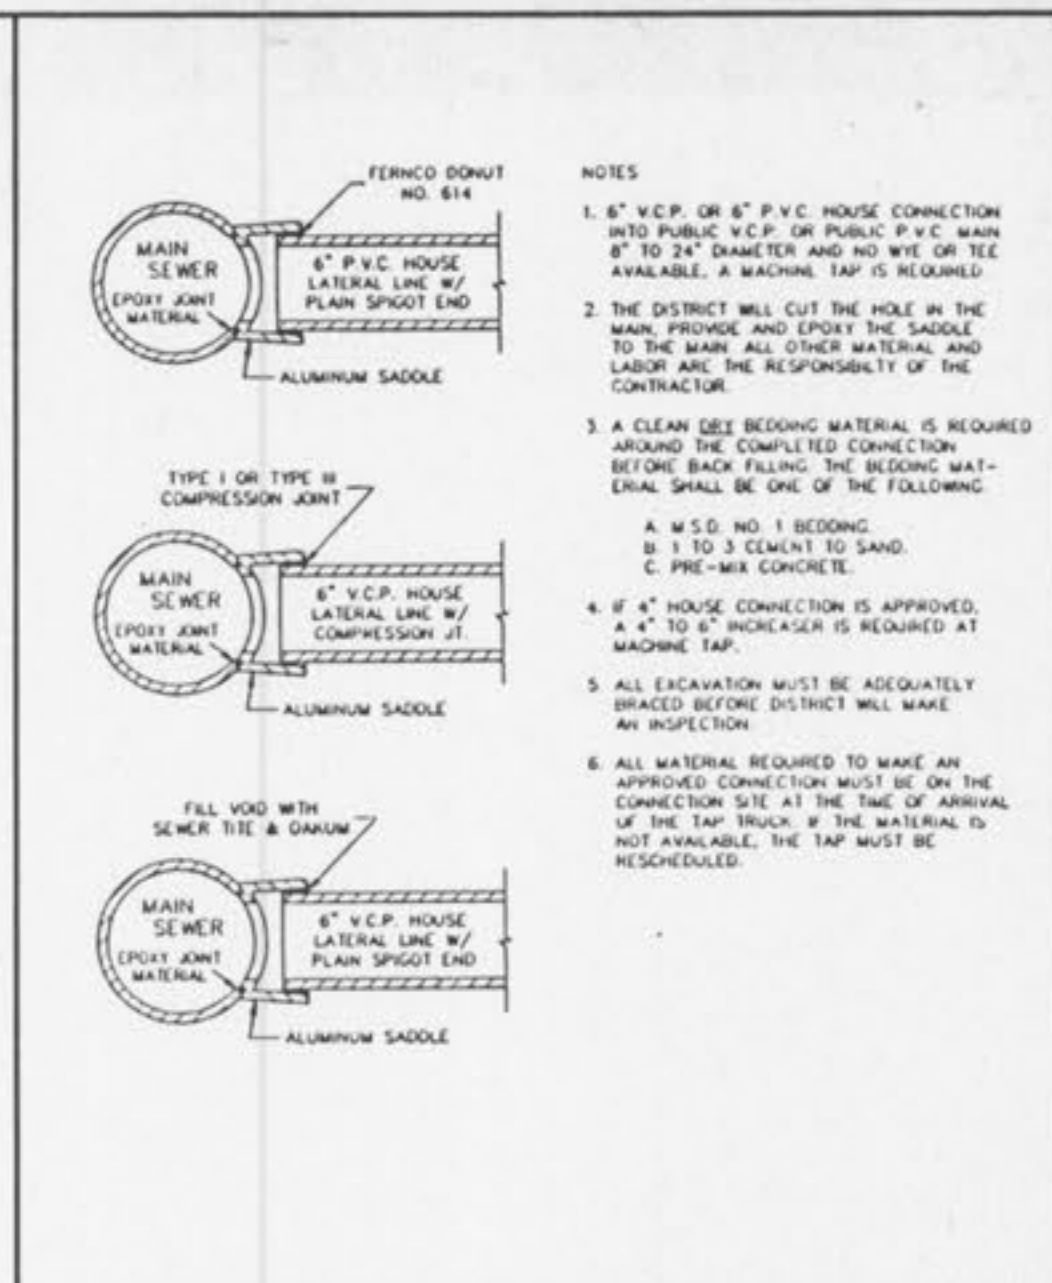 FERNCO DONUT
NO. 614
MAIN
SEWER
EPOXY JOINT
MATERIAL
6" P.V.C. HOUSE
LATERAL LINE W/
PLAIN SPIGOT END
ALUMINUM SADDLE
TYPE I OR TYPE III
COMPRESSION JOINT
MAIN
SEWER
EPOXY JOINT
MATERIAL
6" V.C.P. HOUSE
LATERAL LINE W/
COMPRESSION JT.
ALUMINUM SADDLE
FILL VOID WITH
SEWER TITE & OAKUM
MAIN
SEWER
EPOXY JOINT
MATERIAL
6" V.C.P. HOUSE
LATERAL LINE W/
PLAIN SPIGOT END
ALUMINUM SADDLE
NOTES
1. 6" V.C.P. OR 6" P.V.C. HOUSE CONNECTION
INTO PUBLIC V.C.P. OR PUBLIC P.V.C. MAIN
8" TO 24" DIAMETER AND NO WYE OR TEE
AVAILABLE, A MACHINE TAP IS REQUIRED
2. THE DISTRICT WILL CUT THE HOLE IN THE
MAIN, PROVIDE AND EPOXY THE SADDLE
TO THE MAIN. ALL OTHER MATERIAL AND
LABOR ARE THE RESPONSIBILTY OF THE
CONTRACTOR.
3. A CLEAN DRY BEDDING MATERIAL IS REQUIRED
AROUND THE COMPLETED CONNECTION
BEFORE BACK FILLING. THE BEDDING MAT-
ERIAL SHALL BE ONE OF THE FOLLOWING
A. M.S.D. NO. 1 BEDDING.
B. 1 TO 3 CEMENT TO SAND.
C. PRE-MIX CONCRETE.
4. IF 4" HOUSE CONNECTION IS APPROVED,
A 4" TO 6" INCREASER IS REQUIRED AT
MACHINE TAP.
5. ALL EXCAVATION MUST BE ADEQUATELY
BRACED BEFORE DISTRICT WILL MAKE
AN INSPECTION
6. ALL MATERIAL REQUIRED TO MAKE AN
APPROVED CONNECTION MUST BE ON THE
CONNECTION SITE AT THE TIME OF ARRIVAL
OF THE TAP TRUCK. IF THE MATERIAL IS
NOT AVAILABLE, THE TAP MUST BE
RESCHEDULED.